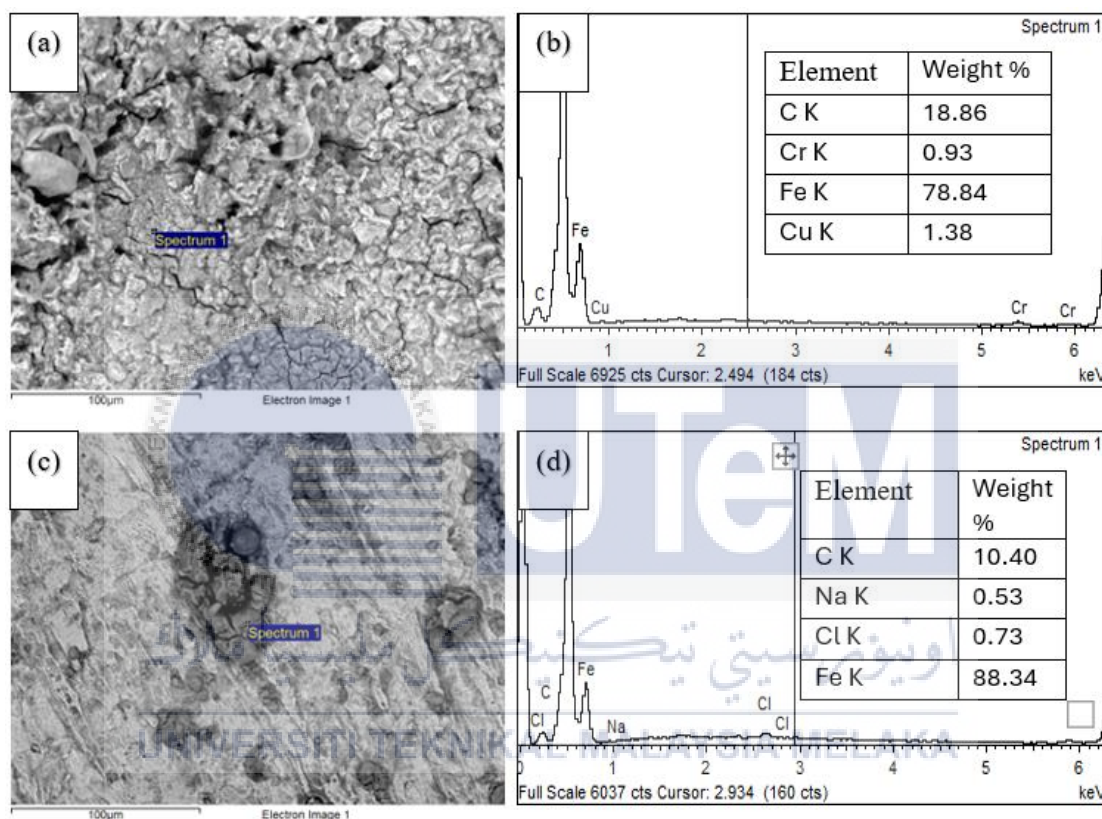 (a)
Spectrum 1
100µm
Electron Image 1
(b)
Spectrum 1
Element Weight %
C K 18.86
Cr K 0.93
Fe K 78.84
Cu K 1.38
Fe
C
Cu
Cr
Cr
1 2 3 4 5 6
Full Scale 6925 cts Cursor: 2.494 (184 cts)
keV
(c)
Spectrum 1
100µm
Electron Image 1
(d)
Spectrum 1
Element Weight
%
C K 10.40
Na K 0.53
Cl K 0.73
Fe K 88.34
Fe
C
Cl
Na
Cl
Cl
0 1 2 3 4 5 6
Full Scale 6037 cts Cursor: 2.934 (160 cts)
keV
UTeM
اونيورسيتي تيكنيكل مليسيا ملاك
UNIVERSITI TEKNIKAL MALAYSIA MELAKA